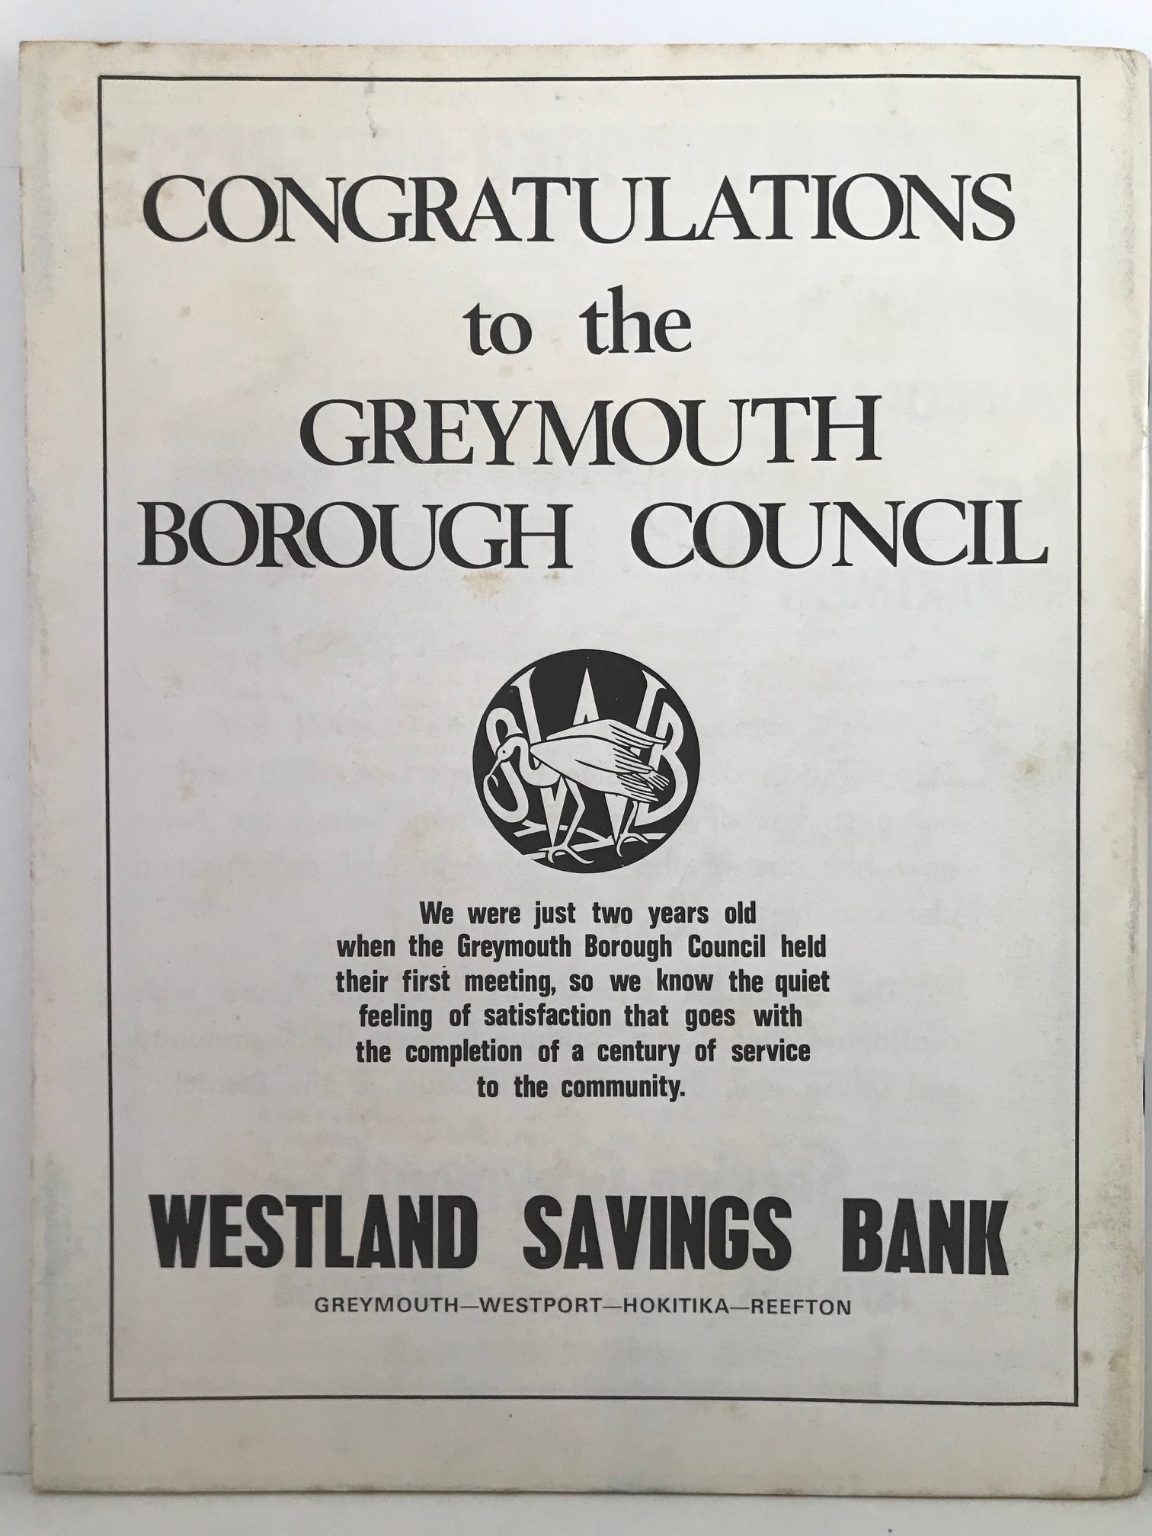 CONGRATULATIONS
to the
GREYMOUTH
BOROUGH COUNCIL
SWB
We were just two years old
when the Greymouth Borough Council held
their first meeting, so we know the quiet
feeling of satisfaction that goes with
the completion of a century of service
to the community.
WESTLAND SAVINGS BANK
GREYMOUTH—WESTPORT—HOKITIKA—REEFTON